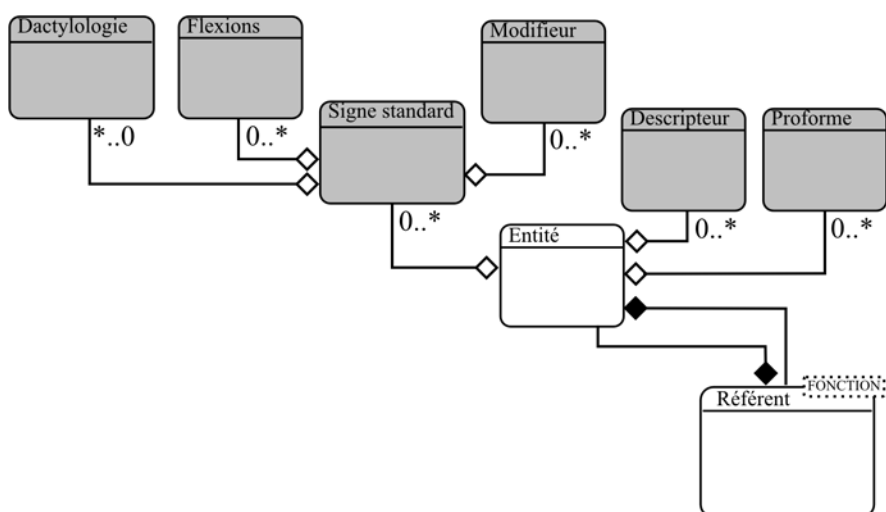 Dactylologie
Flexions
Modifieur
Signe standard
Descripteur
Proforme
*..0
0..*
0..*
0..*
0..*
0..*
Entité
FONCTION
Référent